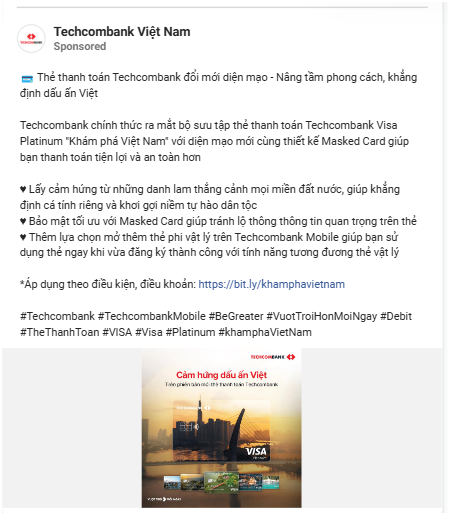 TECHCOMBANK
Techcombank Việt Nam
Sponsored
Thẻ thanh toán Techcombank đổi mới diện mạo - Nâng tầm phong cách, khẳng
định dấu ấn Việt
Techcombank chính thức ra mắt bộ sưu tập thẻ thanh toán Techcombank Visa
Platinum "Khám phá Việt Nam" với diện mạo mới cùng thiết kế Masked Card giúp
bạn thanh toán tiện lợi và an toàn hơn
♥ Lấy cảm hứng từ những danh lam thắng cảnh mọi miền đất nước, giúp khẳng
định cá tính riêng và khơi gợi niềm tự hào dân tộc
♥ Bảo mật tối ưu với Masked Card giúp tránh lộ thông thông tin quan trọng trên thẻ
♥ Thêm lựa chọn mở thêm thẻ phi vật lý trên Techcombank Mobile giúp bạn sử
dụng thẻ ngay khi vừa đăng ký thành công với tính năng tương đương thẻ vật lý
*Áp dụng theo điều kiện, điều khoản: https://bit.ly/khamphavietnam
#Techcombank #TechcombankMobile #BeGreater #VuotTroiHonMoiNgay #Debit
#TheThanhToan #VISA #Visa #Platinum #khamphaVietNam
TECHCOMBANK
Cảm hứng dấu ấn Việt
Trên phiên bản mới thẻ thanh toán Techcombank
VISA
VƯỢT TRỘI HƠN MỖI NGÀY